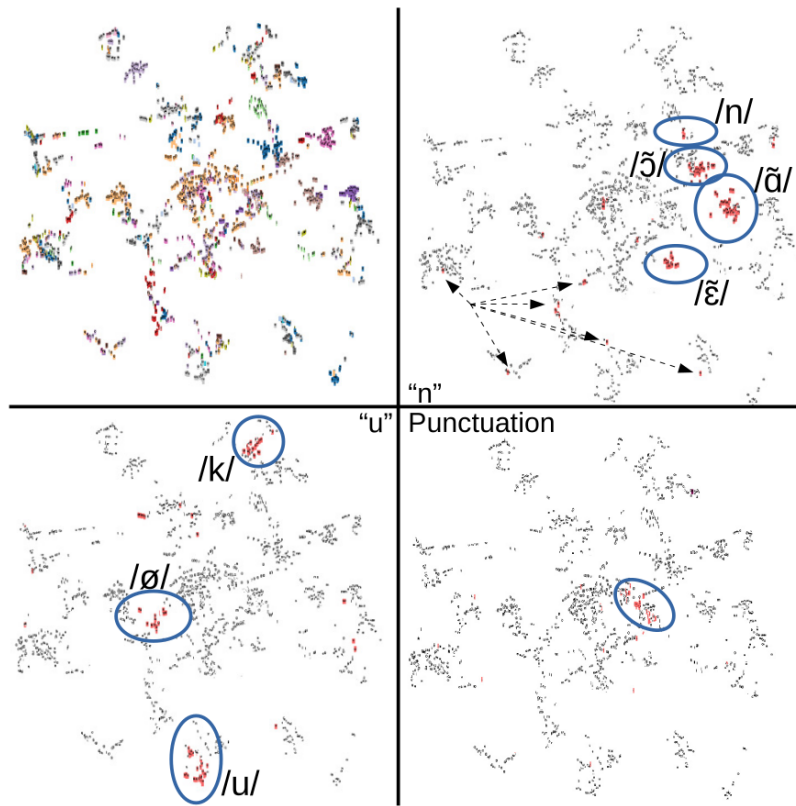 /n/
/ɔ̃/
/ɑ̃/
/ɛ̃/
“n”
“u”
Punctuation
/k/
/ø/
/u/